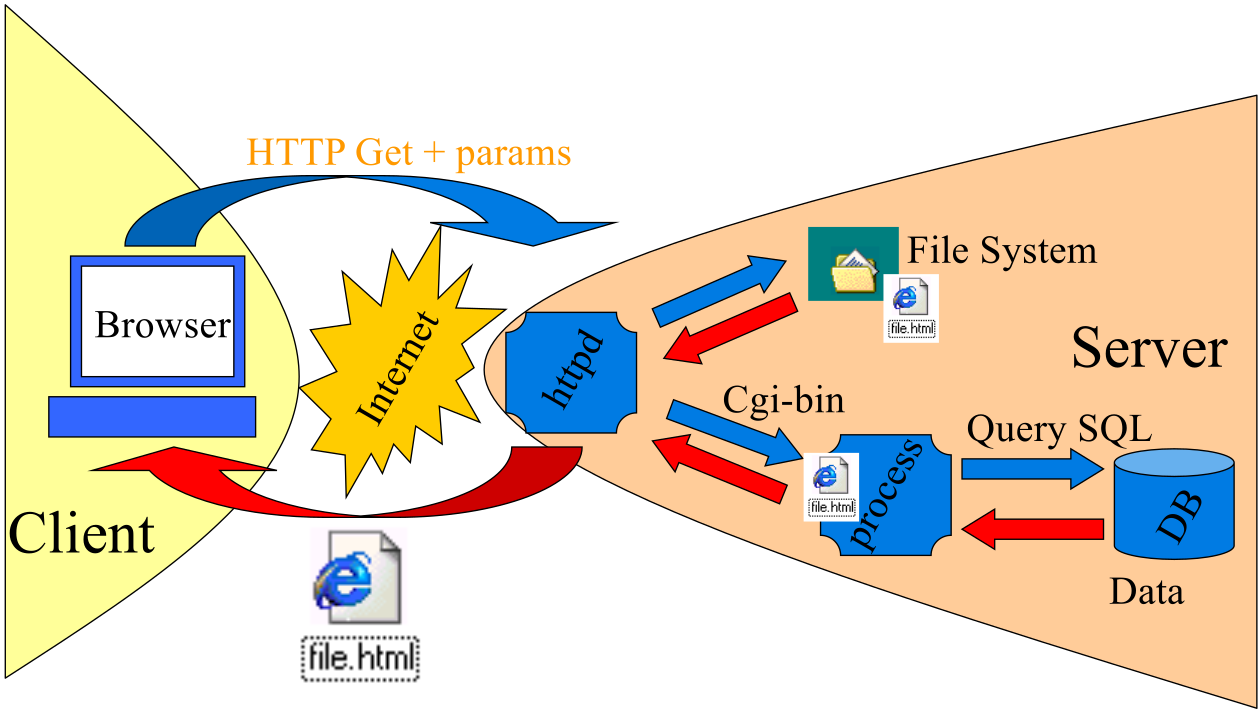 HTTP Get + params
File System
file.html
Browser
Internet
httpd
Server
Cgi-bin
Query SQL
file.html
process
DB
Client
Data
file.html